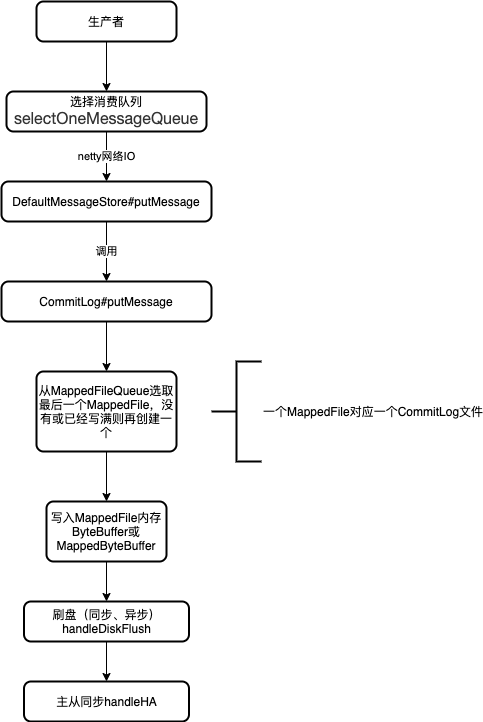 生产者
选择消费队列
selectOneMessageQueue
netty网络IO
DefaultMessageStore#putMessage
调用
CommitLog#putMessage
从MappedFileQueue选取
最后一个MappedFile，没
有或已经写满则再创建一
个
一个MappedFile对应一个CommitLog文件
写入MappedFile内存
ByteBuffer或
MappedByteBuffer
刷盘（同步、异步）
handleDiskFlush
主从同步handleHA